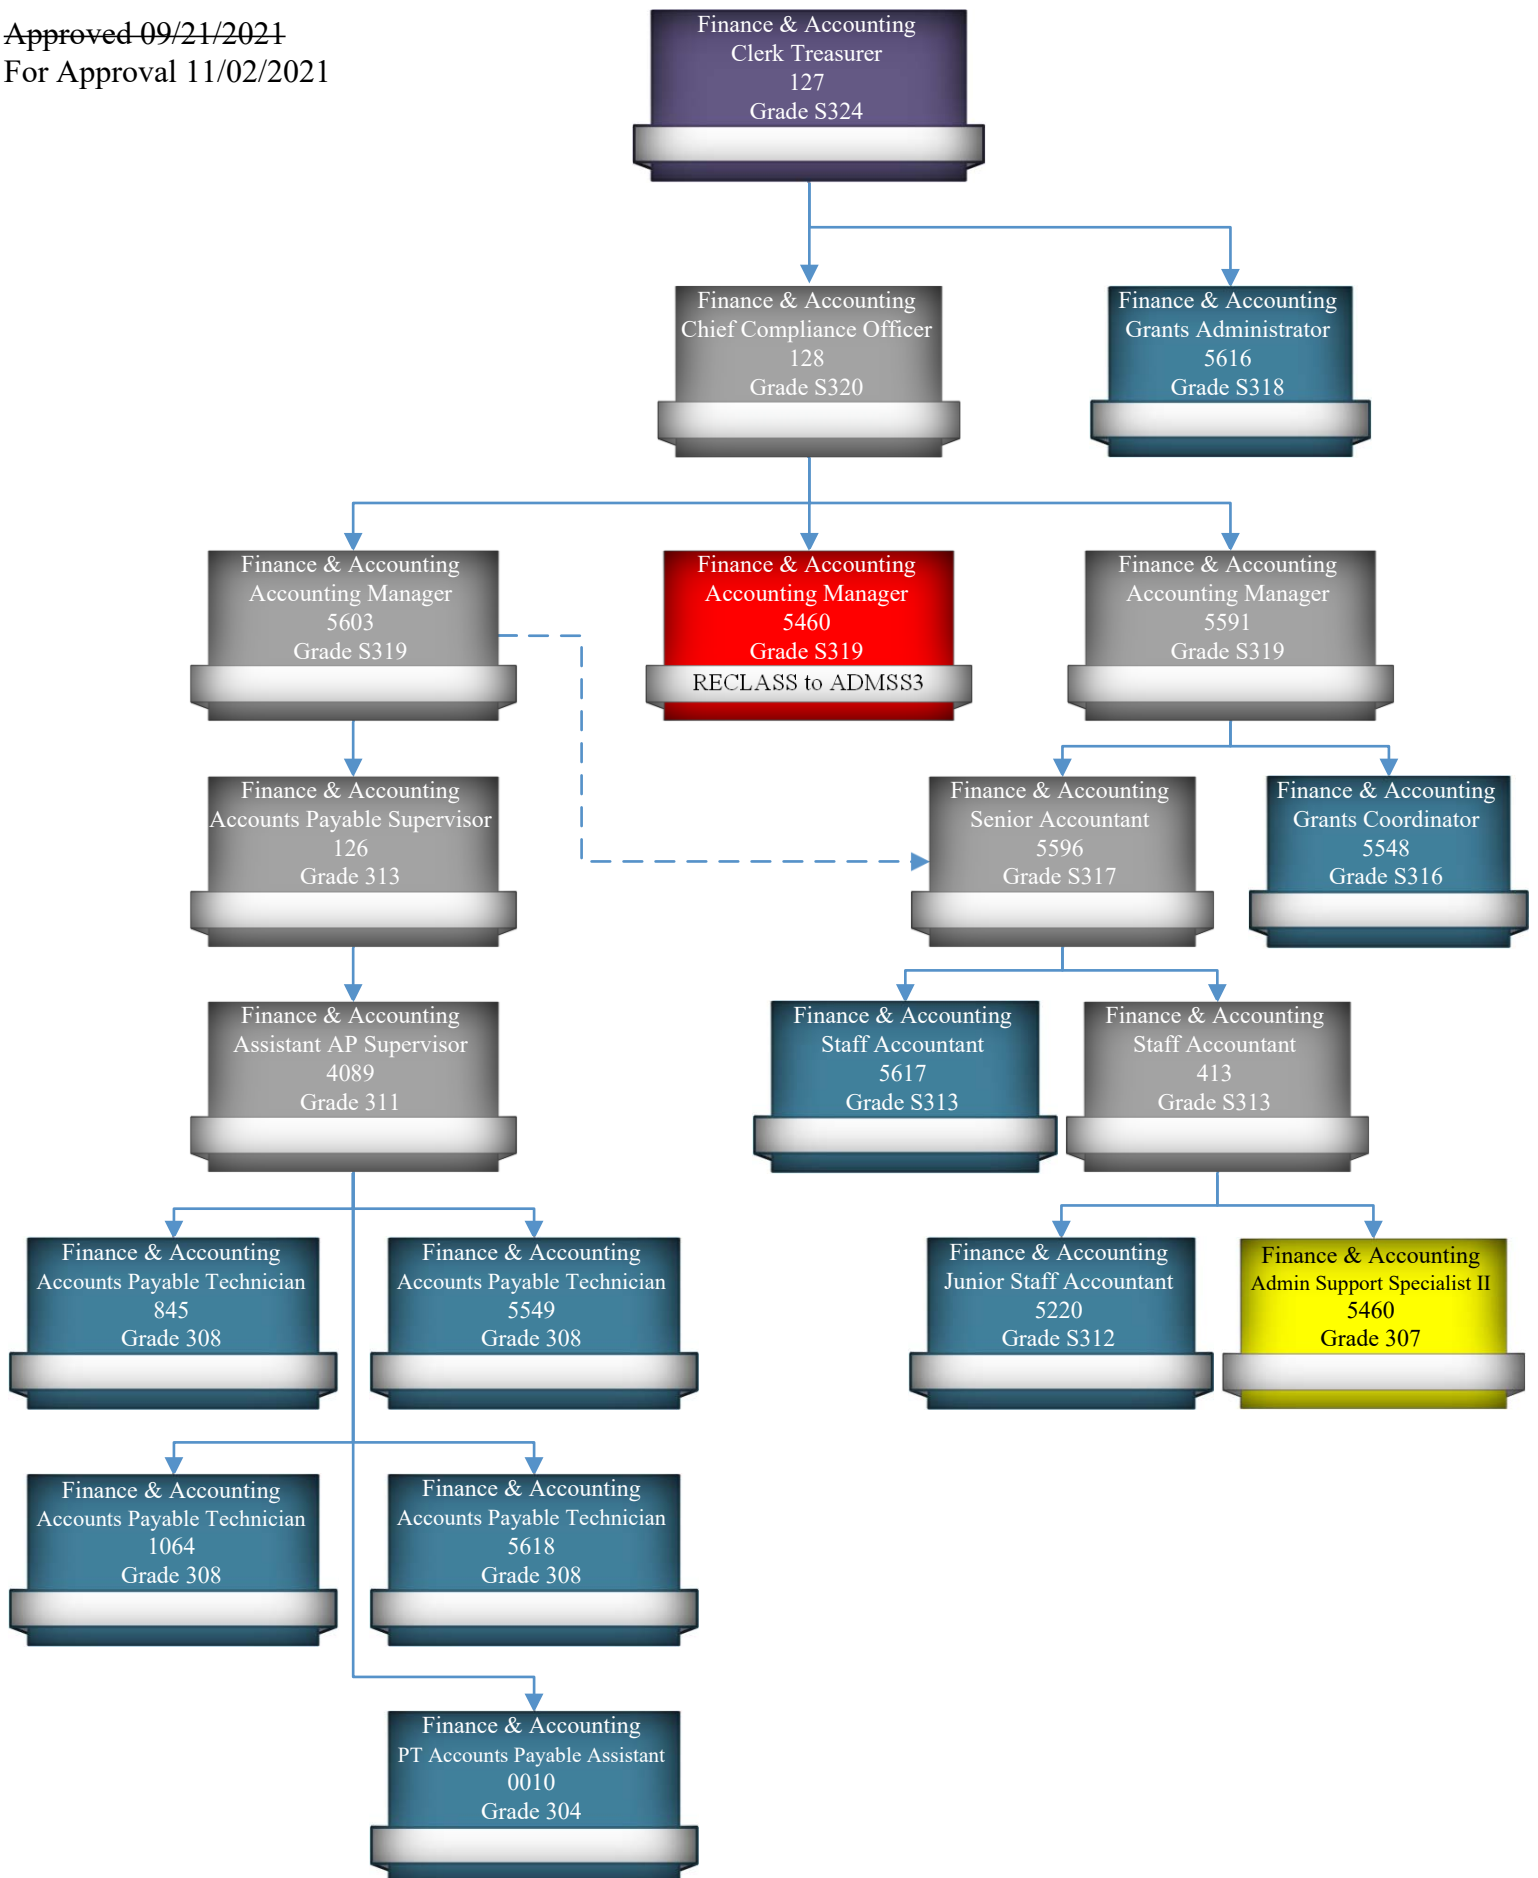 Approved 09/21/2021
For Approval 11/02/2021
Finance & Accounting
Clerk Treasurer
127
Grade S324
Finance & Accounting
Chief Compliance Officer
128
Grade S320
Finance & Accounting
Grants Administrator
5616
Grade S318
Finance & Accounting
Accounting Manager
5603
Grade S319
Finance & Accounting
Accounting Manager
5460
Grade S319
RECLASS to ADMSS3
Finance & Accounting
Accounting Manager
5591
Grade S319
Finance & Accounting
Accounts Payable Supervisor
126
Grade 313
Finance & Accounting
Senior Accountant
5596
Grade S317
Finance & Accounting
Grants Coordinator
5548
Grade S316
Finance & Accounting
Assistant AP Supervisor
4089
Grade 311
Finance & Accounting
Staff Accountant
5617
Grade S313
Finance & Accounting
Staff Accountant
413
Grade S313
Finance & Accounting
Accounts Payable Technician
845
Grade 308
Finance & Accounting
Accounts Payable Technician
5549
Grade 308
Finance & Accounting
Junior Staff Accountant
5220
Grade S312
Finance & Accounting
Admin Support Specialist II
5460
Grade 307
Finance & Accounting
Accounts Payable Technician
1064
Grade 308
Finance & Accounting
Accounts Payable Technician
5618
Grade 308
Finance & Accounting
PT Accounts Payable Assistant
0010
Grade 304